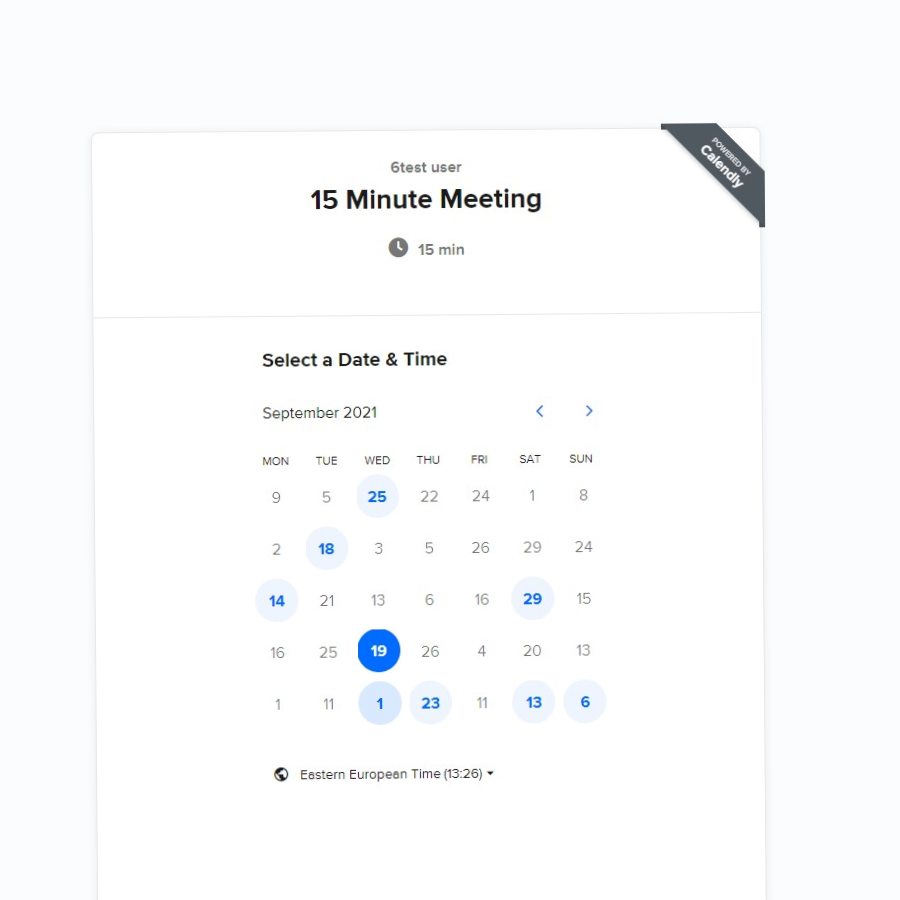 POWERED BY
Calendly
6test user
15 Minute Meeting
15 min
Select a Date & Time
September 2021
MON TUE WED THU FRI SAT SUN
9 5 25 22 24 1 8
2 18 3 5 26 29 24
14 21 13 6 16 29 15
16 25 19 26 4 20 13
1 11 1 23 11 13 6
Eastern European Time (13:26)